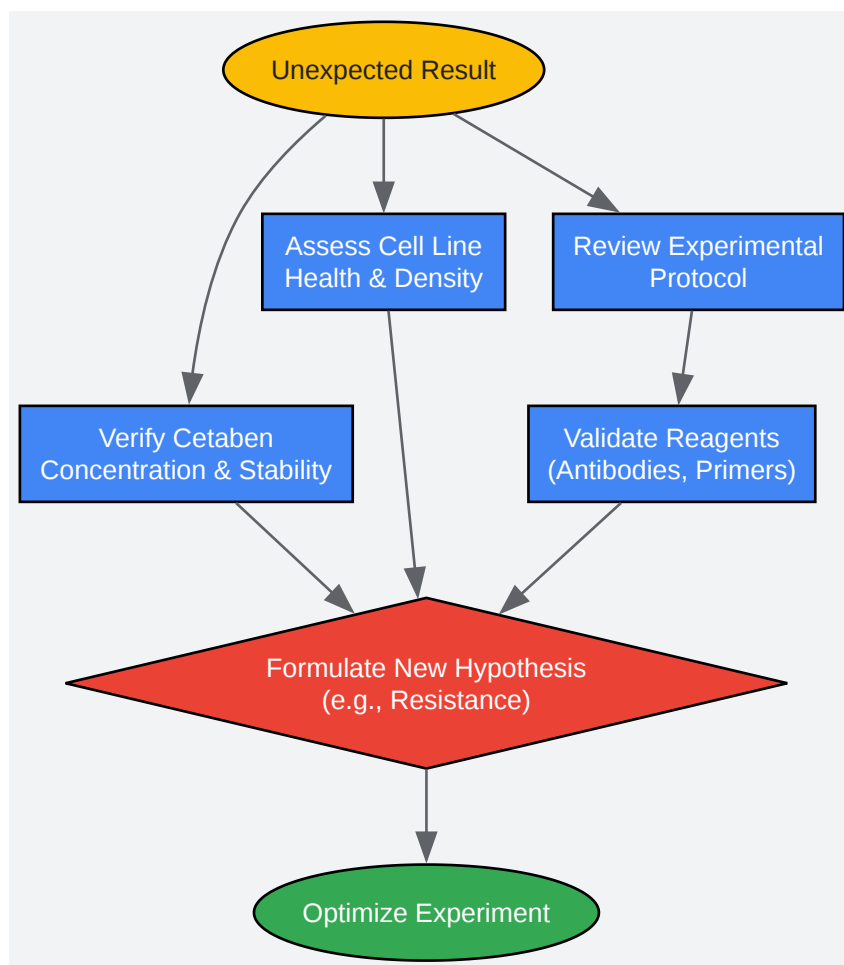 Unexpected Result
Assess Cell Line
Health & Density
Review Experimental
Protocol
Verify Cetaben
Concentration & Stability
Validate Reagents
(Antibodies, Primers)
Formulate New Hypothesis
(e.g., Resistance)
Optimize Experiment